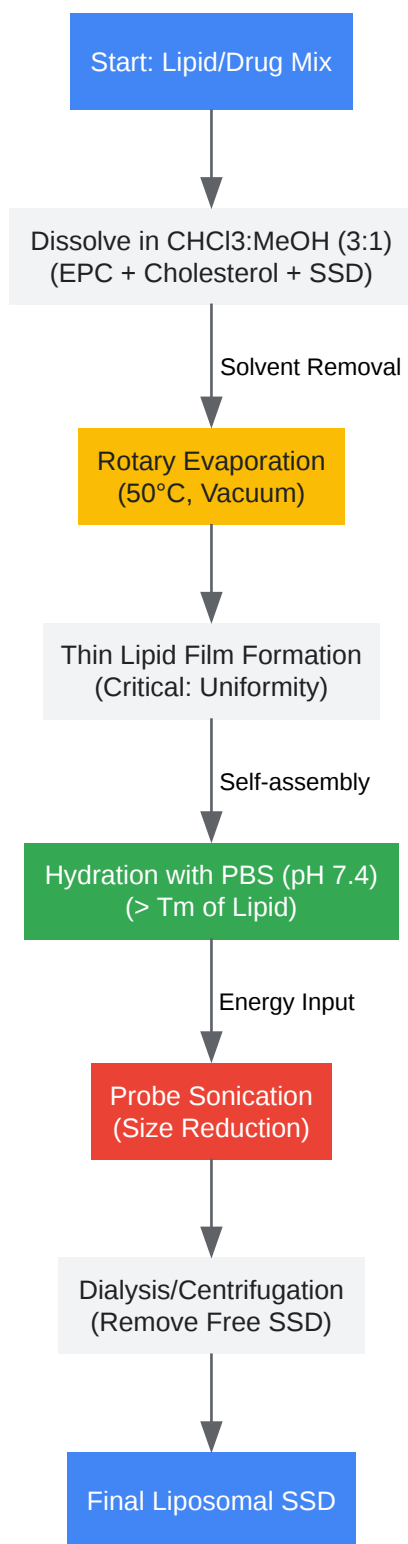 Start: Lipid/Drug Mix
Dissolve in CHCl3:MeOH (3:1)
(EPC + Cholesterol + SSD)
Solvent Removal
Rotary Evaporation
(50°C, Vacuum)
Thin Lipid Film Formation
(Critical: Uniformity)
Self-assembly
Hydration with PBS (pH 7.4)
(> Tm of Lipid)
Energy Input
Probe Sonication
(Size Reduction)
Dialysis/Centrifugation
(Remove Free SSD)
Final Liposomal SSD